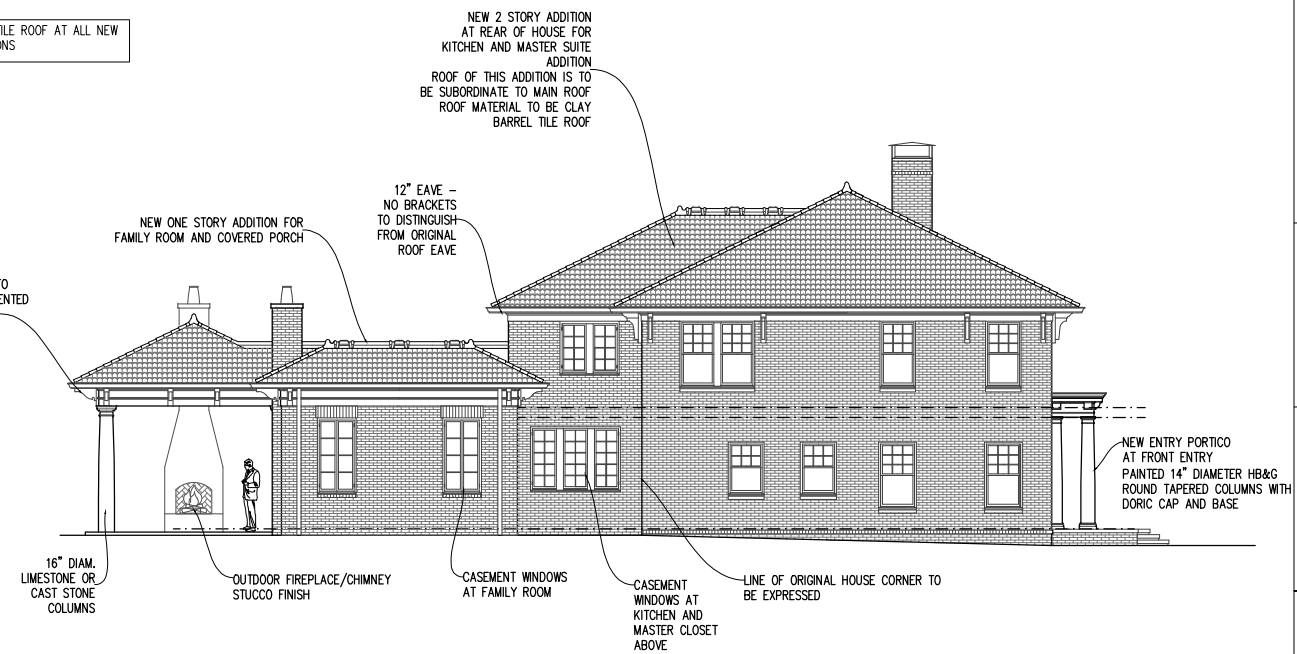 TILE ROOF AT ALL NEW
NEW 2 STORY ADDITION
AT REAR OF HOUSE FOR
KITCHEN AND MASTER SUITE
ADDITION
ROOF OF THIS ADDITION IS TO
BE SUBORDINATE TO MAIN ROOF
ROOF MATERIAL TO BE CLAY
BARREL TILE ROOF
12" EAVE –
NO BRACKETS
TO DISTINGUISH
FROM ORIGINAL
ROOF EAVE
NEW ONE STORY ADDITION FOR
FAMILY ROOM AND COVERED PORCH
TO
NEW ENTRY PORTICO
AT FRONT ENTRY
PAINTED 14" DIAMETER HB&G
ROUND TAPERED COLUMNS WITH
DORIC CAP AND BASE
16" DIAM.
LIMESTONE OR
CAST STONE
COLUMNS
OUTDOOR FIREPLACE/CHIMNEY
STUCCO FINISH
CASEMENT WINDOWS
AT FAMILY ROOM
CASEMENT
WINDOWS AT
KITCHEN AND
MASTER CLOSET
ABOVE
LINE OF ORIGINAL HOUSE CORNER TO
BE EXPRESSED